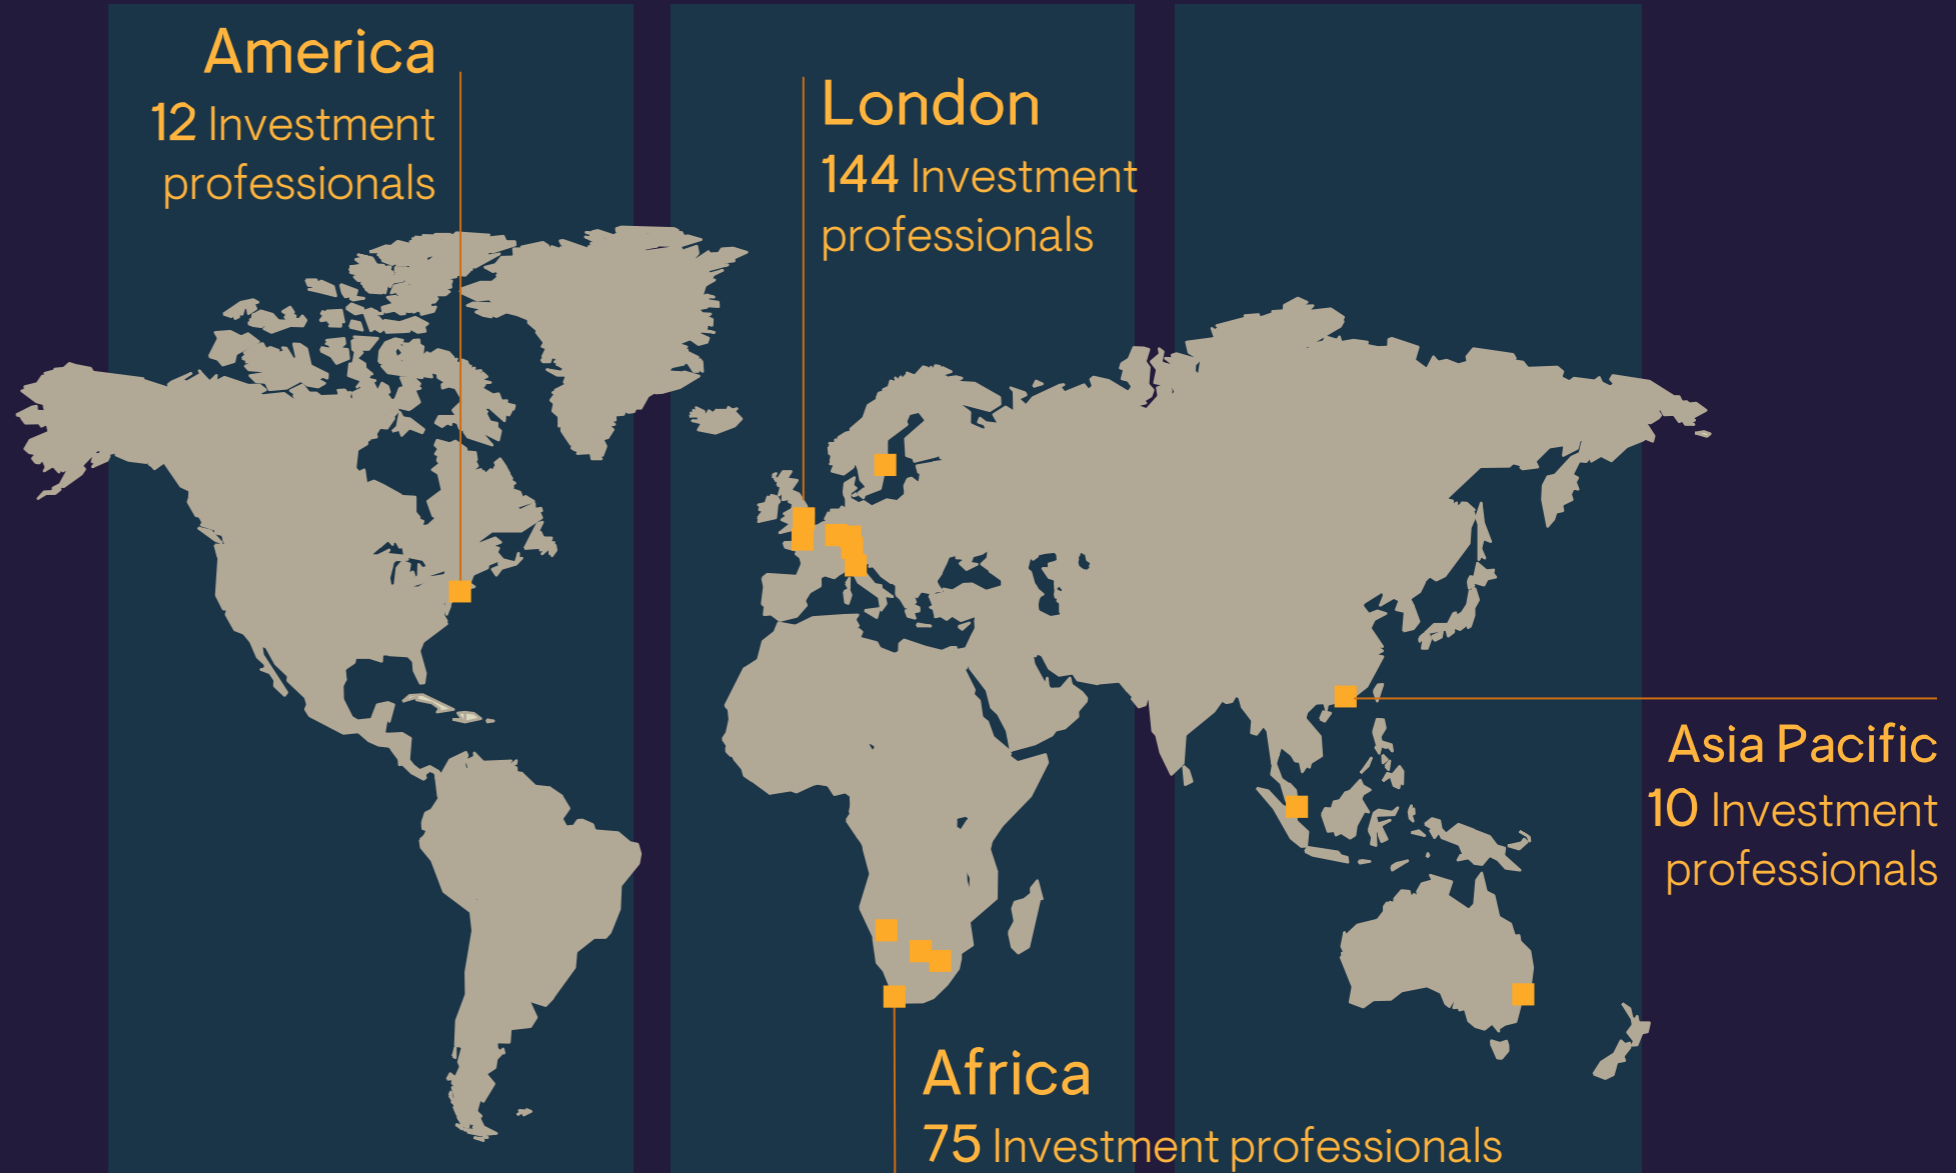 America
12 Investment
professionals
London
144 Investment
professionals
Asia Pacific
10 Investment
professionals
Africa
75 Investment professionals